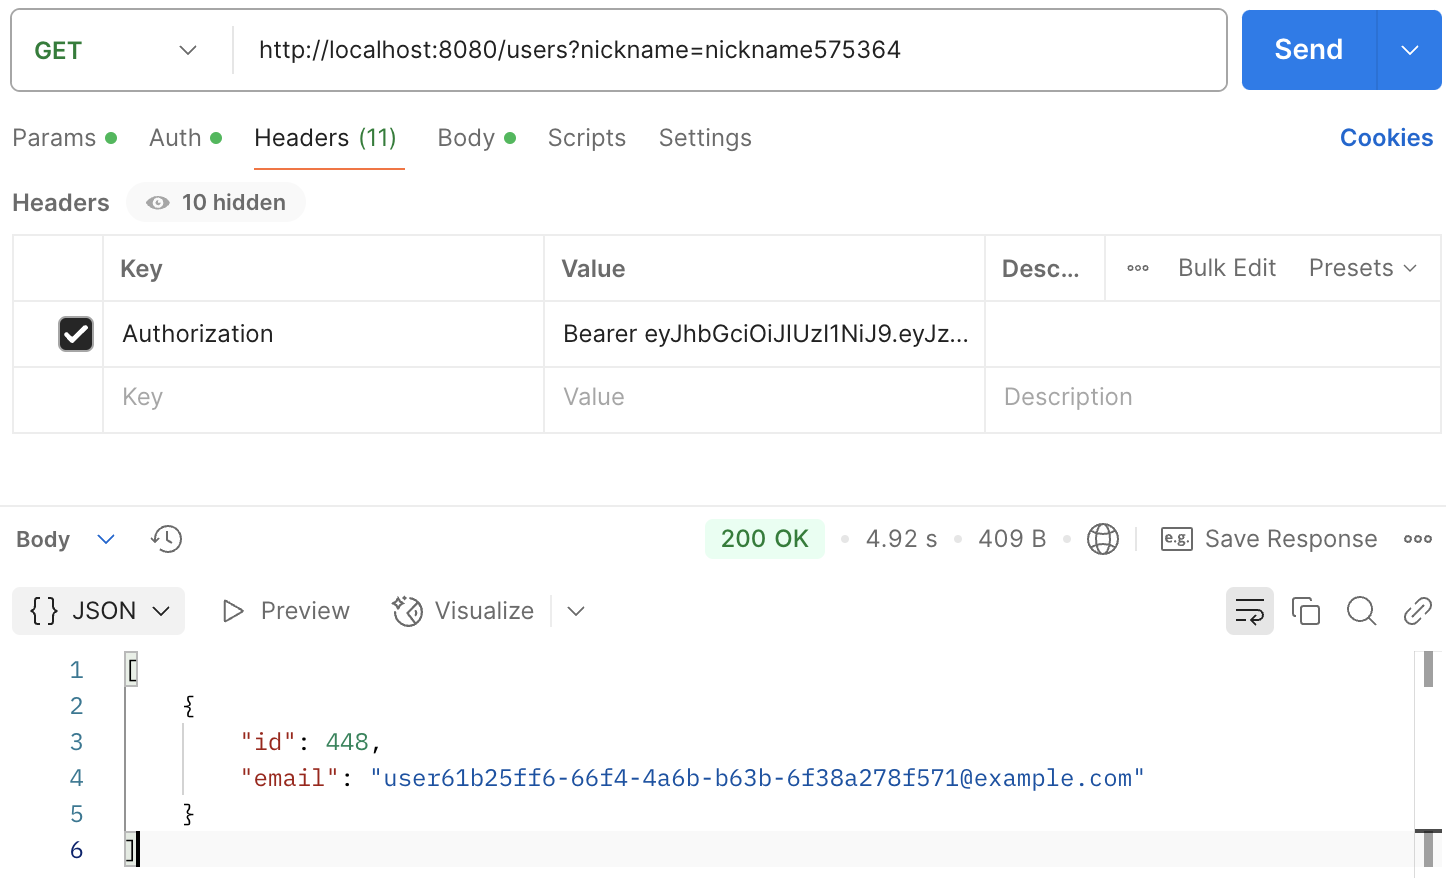 GET http://localhost:8080/users?nickname=nickname575364 Send
Params Auth Headers (11) Body Scripts Settings Cookies
Headers 10 hidden
Key Value Desc... Bulk Edit Presets
Authorization Bearer eyJhbGciOiJIUzI1NiJ9.eyJz...
Key Value Description
Body 200 OK 4.92 s 409 B e.g. Save Response
{} JSON Preview Visualize
1 [
2 {
3 "id": 448,
4 "email": "user61b25ff6-66f4-4a6b-b63b-6f38a278f571@example.com"
5 }
6 ]